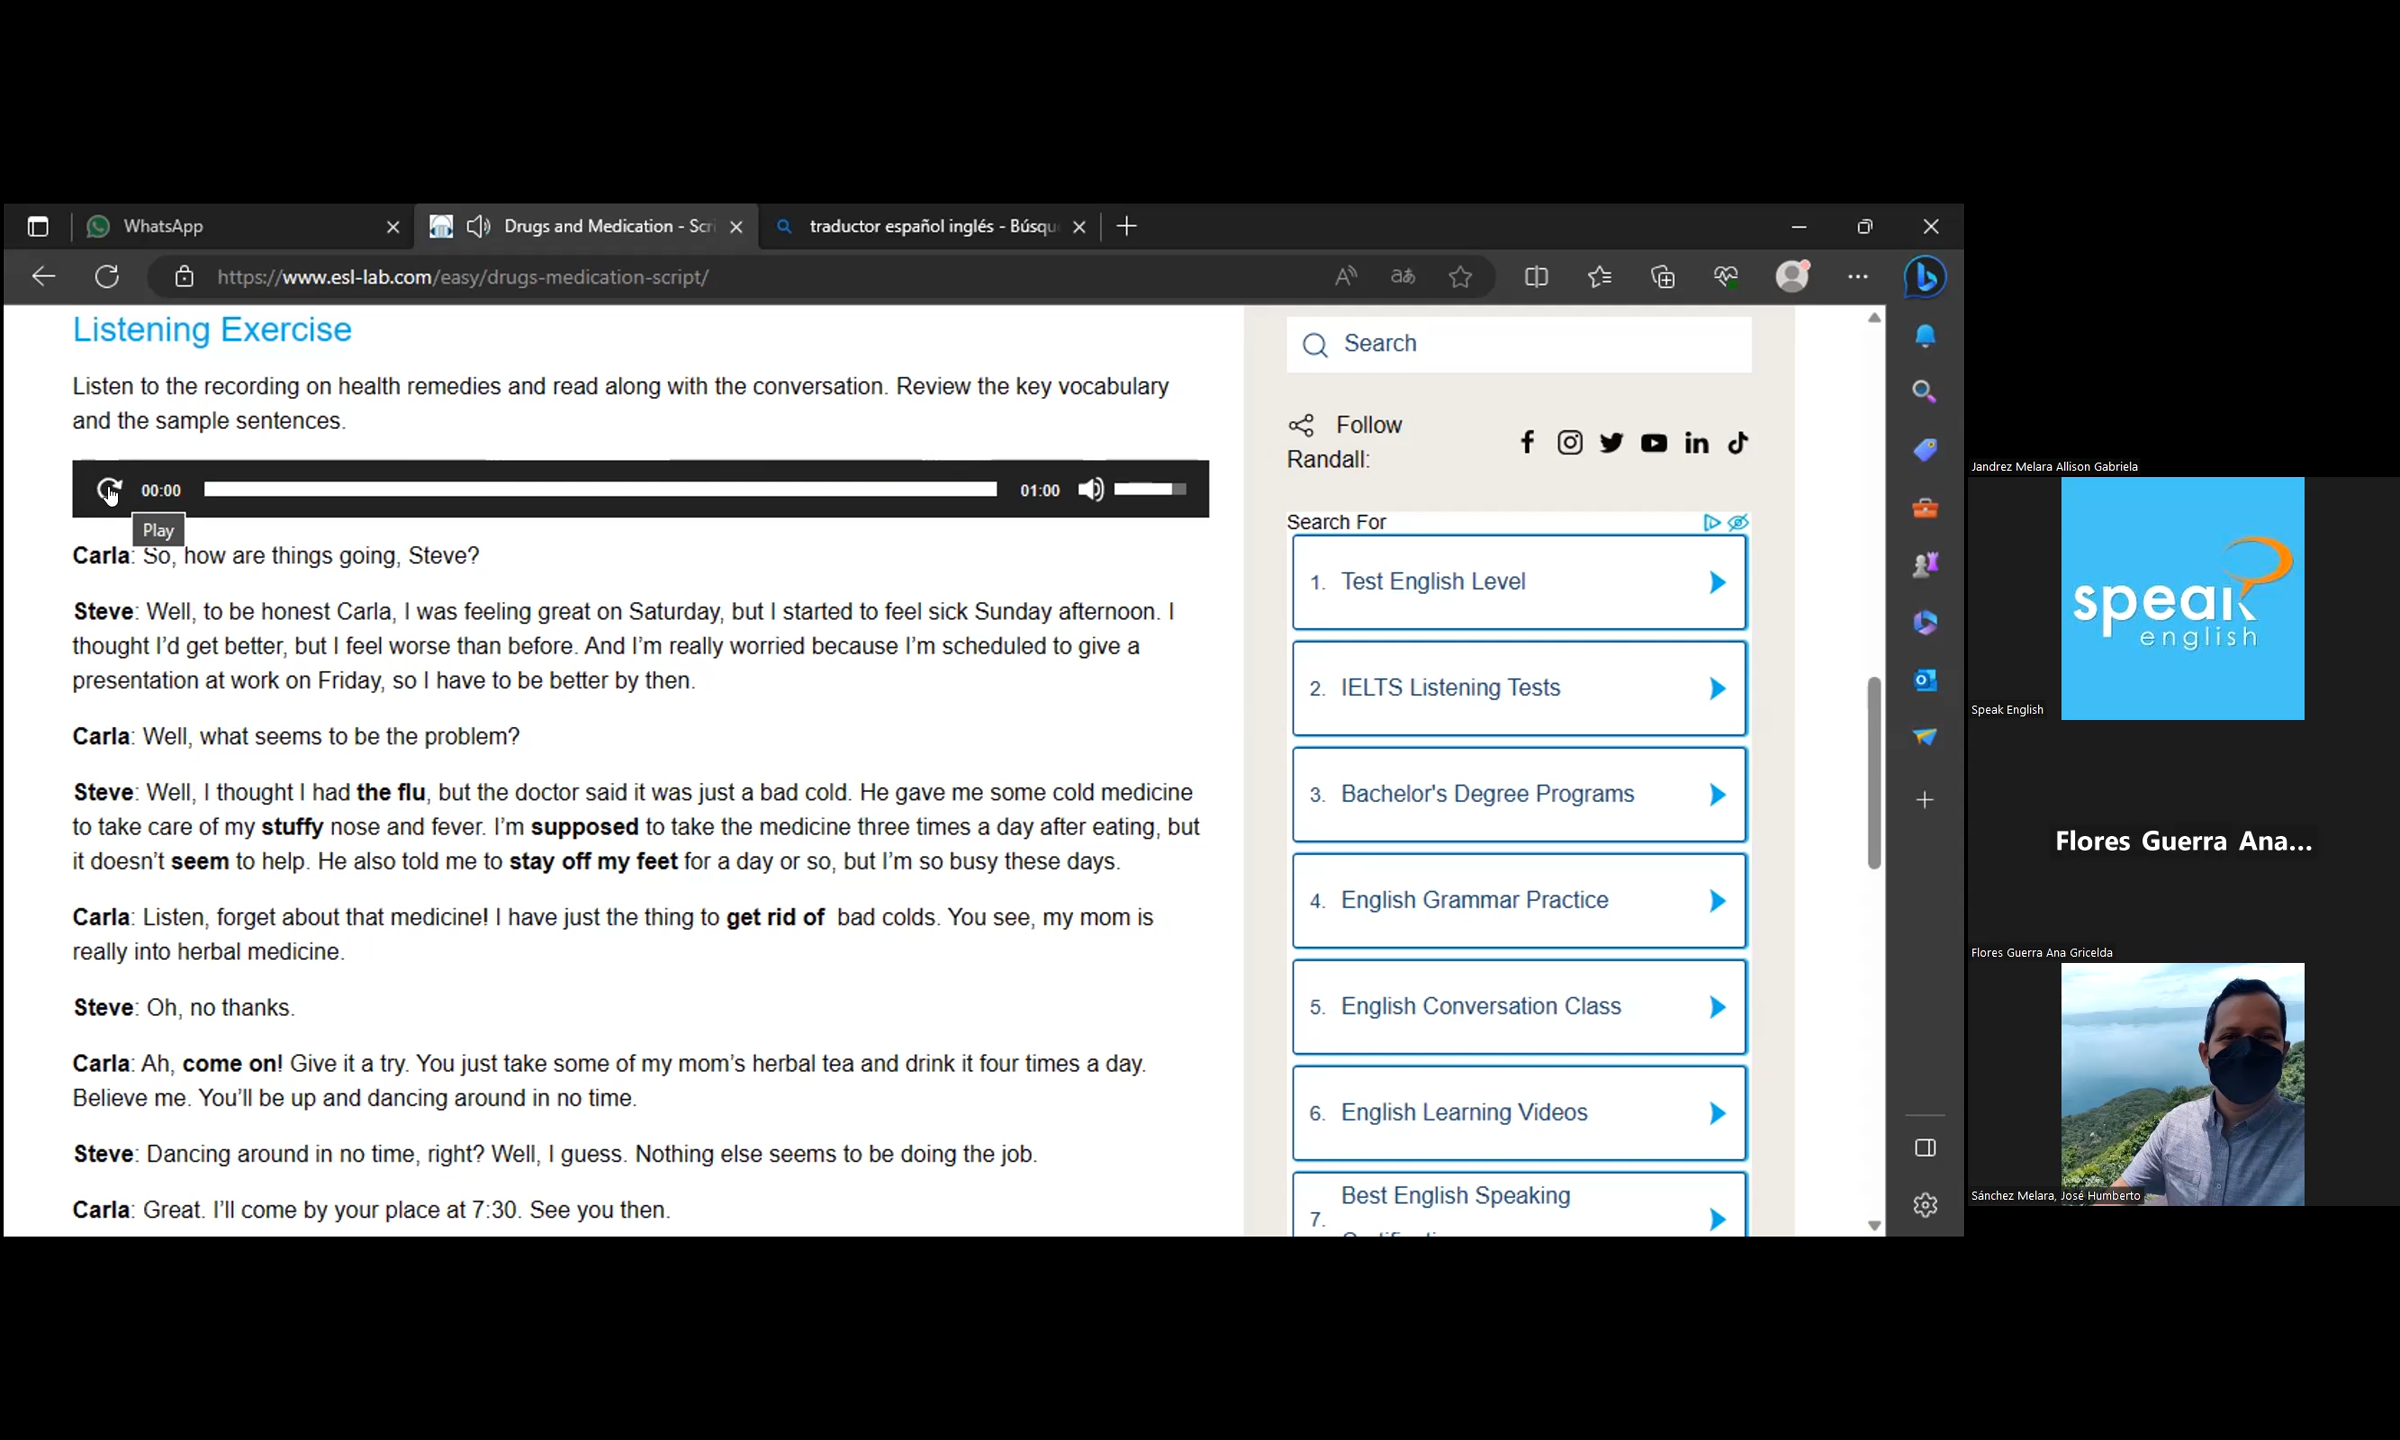 WhatsApp
Drugs and Medication - Scri
traductor español inglés - Búsqu
https://www.esl-lab.com/easy/drugs-medication-script/
Listening Exercise
Listen to the recording on health remedies and read along with the conversation. Review the key vocabulary
and the sample sentences.
00:00
01:00
Play
Carla: So, how are things going, Steve?
Steve: Well, to be honest Carla, I was feeling great on Saturday, but I started to feel sick Sunday afternoon. I
thought I'd get better, but I feel worse than before. And I'm really worried because I'm scheduled to give a
presentation at work on Friday, so I have to be better by then.
Carla: Well, what seems to be the problem?
Steve: Well, I thought I had the flu, but the doctor said it was just a bad cold. He gave me some cold medicine
to take care of my stuffy nose and fever. I'm supposed to take the medicine three times a day after eating, but
it doesn't seem to help. He also told me to stay off my feet for a day or so, but I'm so busy these days.
Carla: Listen, forget about that medicine! I have just the thing to get rid of bad colds. You see, my mom is
really into herbal medicine.
Steve: Oh, no thanks.
Carla: Ah, come on! Give it a try. You just take some of my mom's herbal tea and drink it four times a day.
Believe me. You'll be up and dancing around in no time.
Steve: Dancing around in no time, right? Well, I guess. Nothing else seems to be doing the job.
Carla: Great. I'll come by your place at 7:30. See you then.
Search
Follow
Randall:
Search For
1. Test English Level
2. IELTS Listening Tests
3. Bachelor's Degree Programs
4. English Grammar Practice
5. English Conversation Class
6. English Learning Videos
7. Best English Speaking
Jandrez Melara Allison Gabriela
speak
english
Speak English
Flores Guerra Ana...
Flores Guerra Ana Gricelda
Sánchez Melara, José Humberto